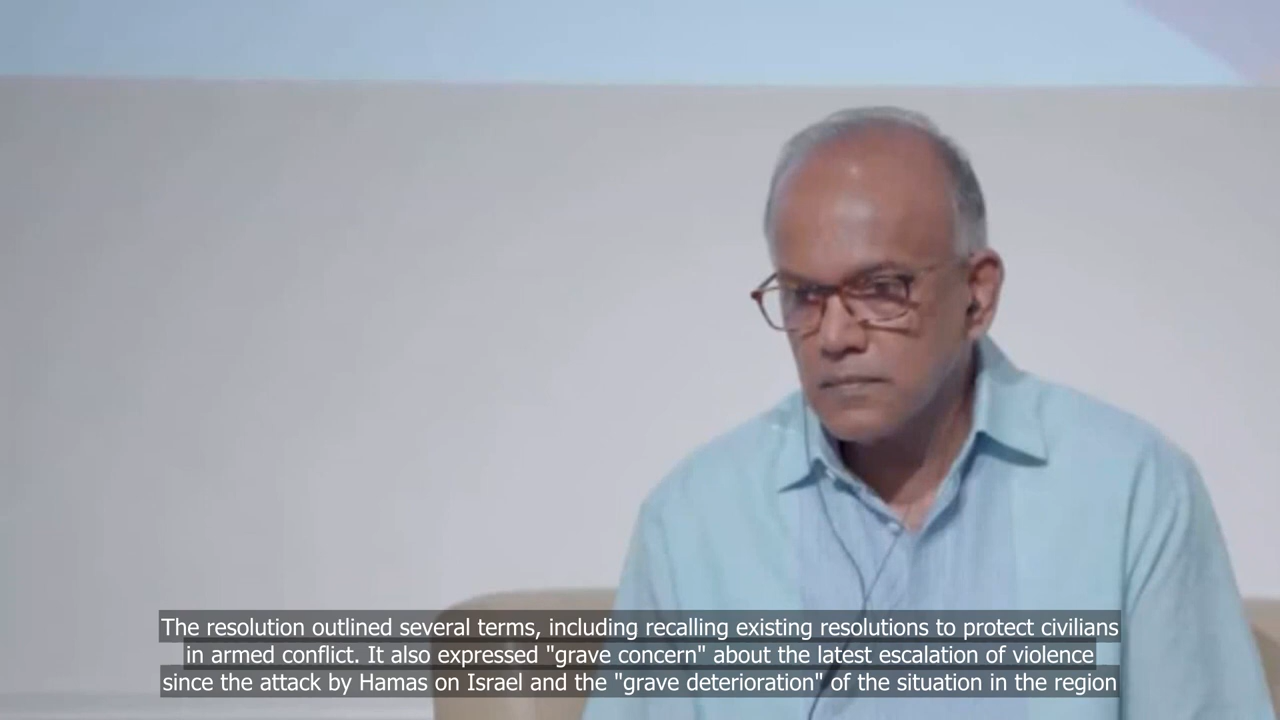 The resolution outlined several terms, including recalling existing resolutions to protect civilians
in armed conflict. It also expressed "grave concern" about the latest escalation of violence
since the attack by Hamas on Israel and the "grave deterioration" of the situation in the region